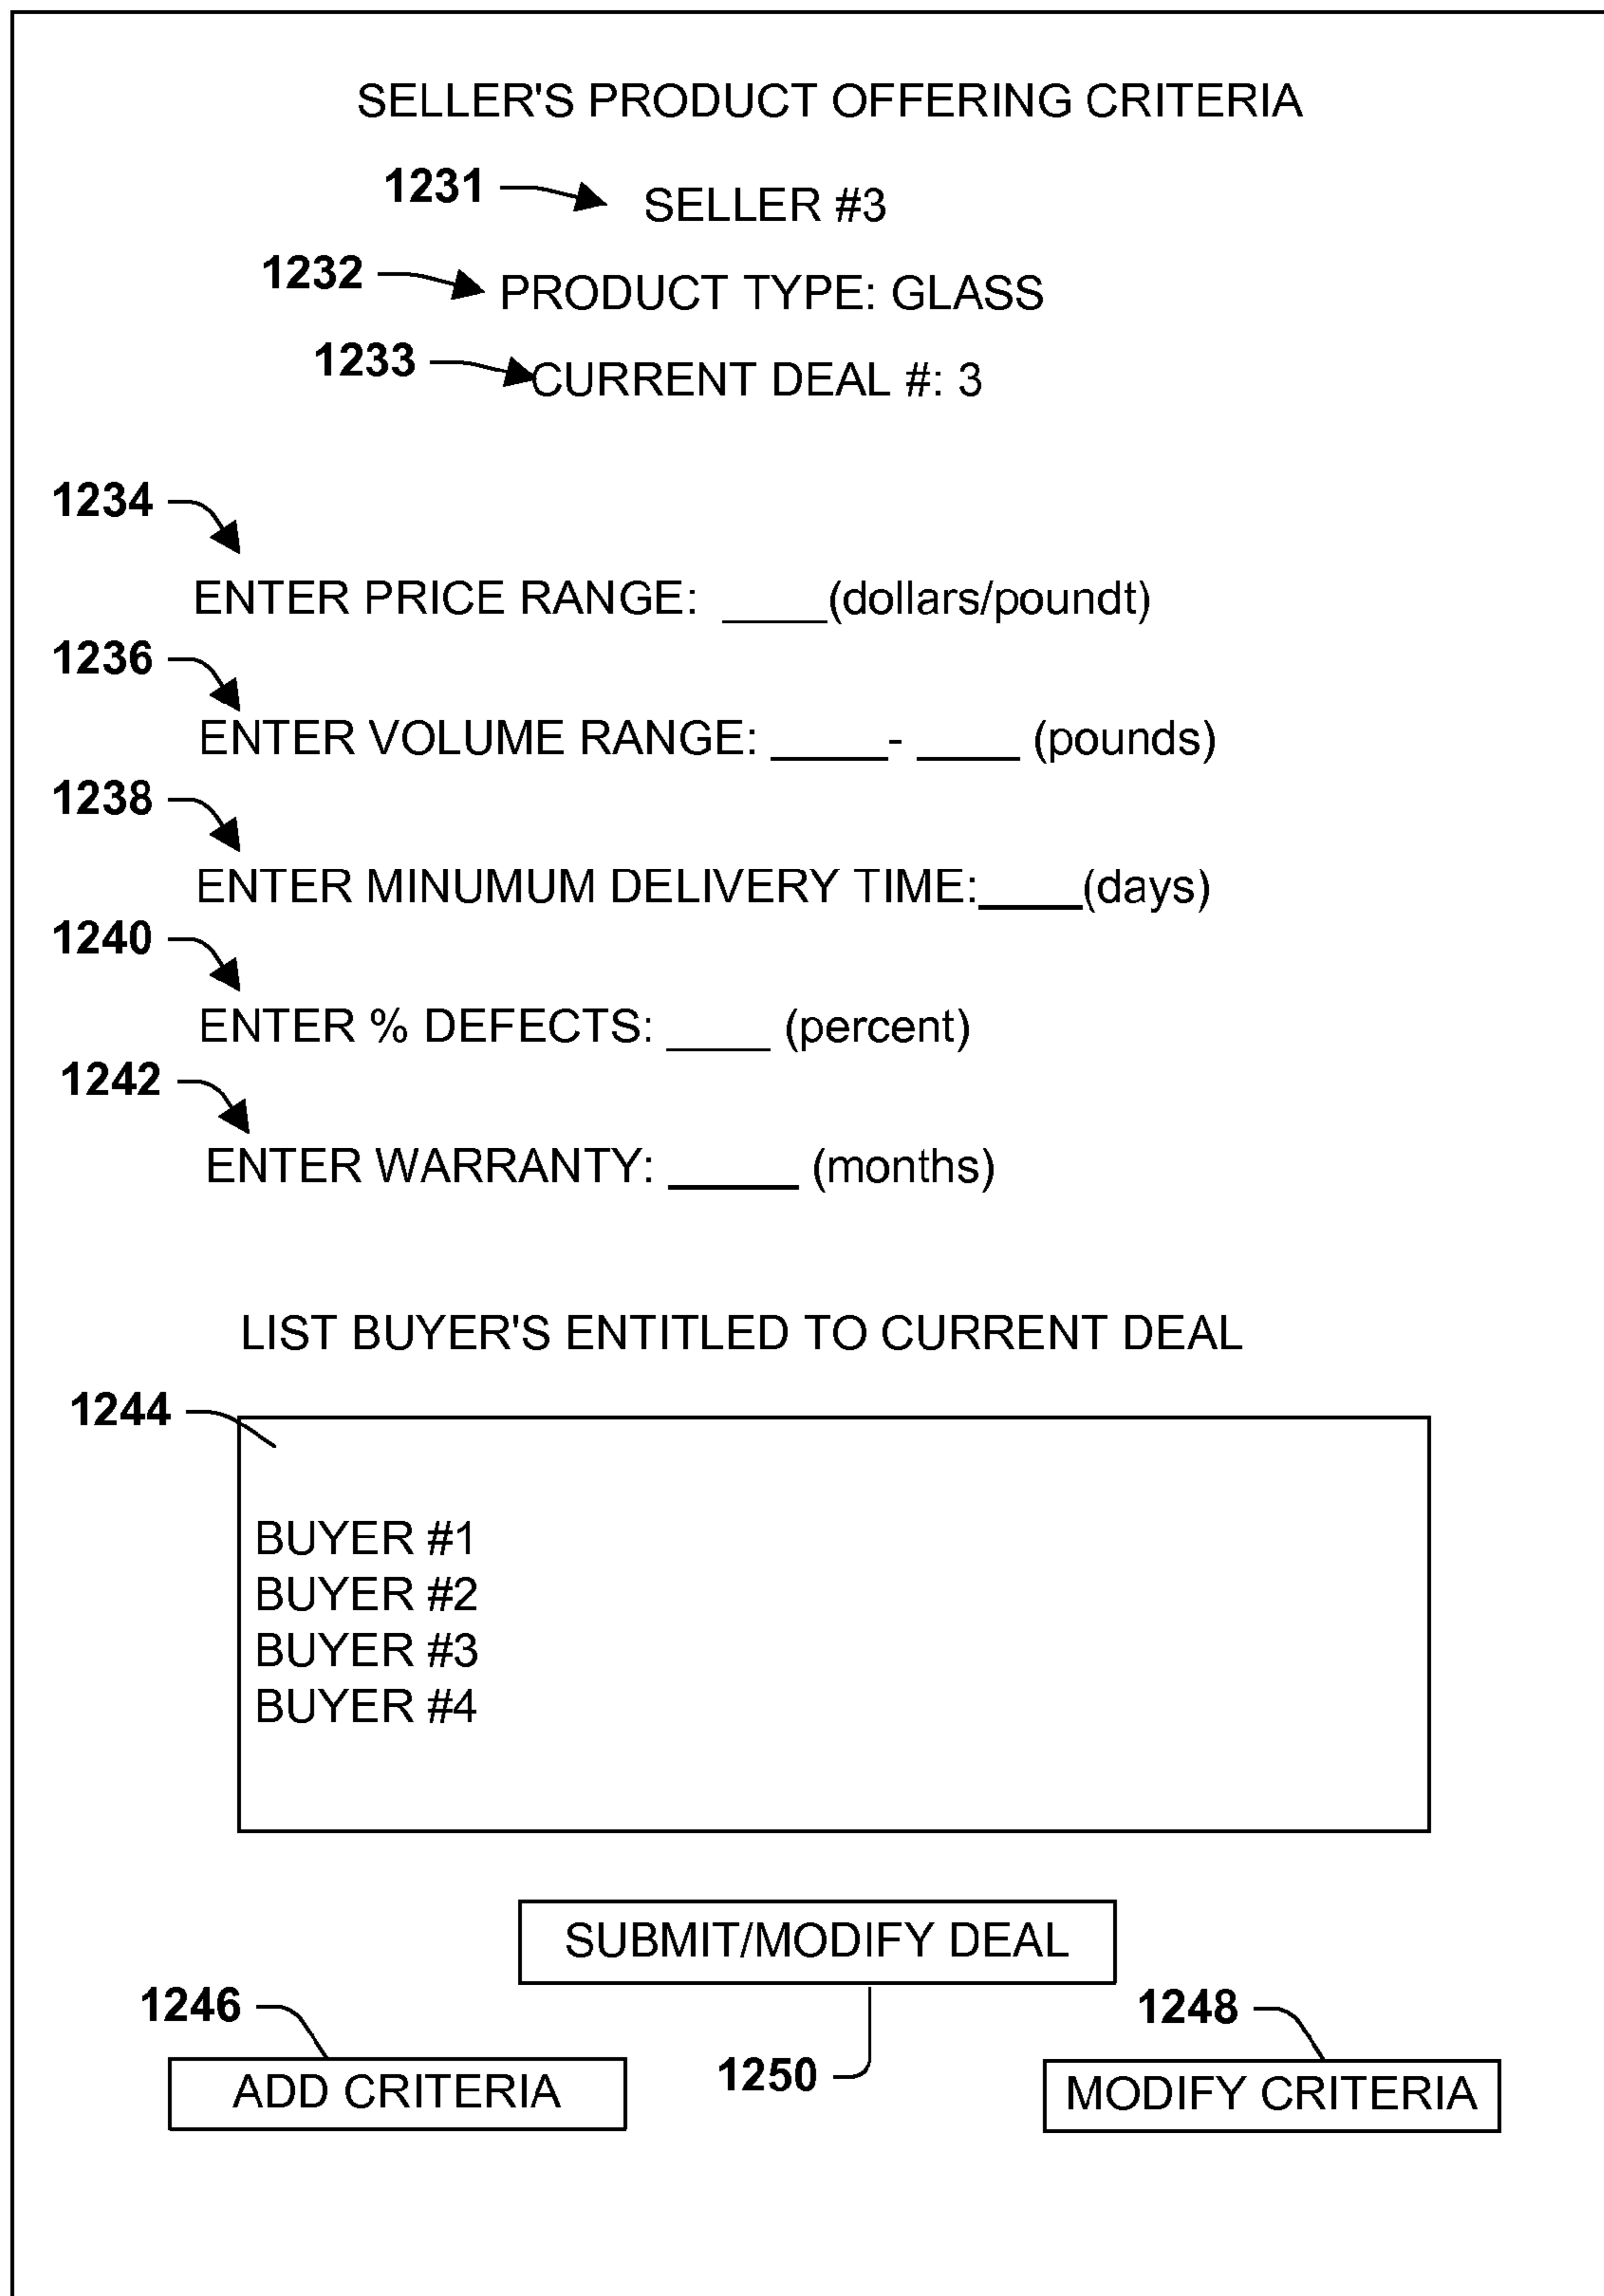 SELLER'S PRODUCT OFFERING CRITERIA
1231 SELLER #3
1232 PRODUCT TYPE: GLASS
1233 CURRENT DEAL #: 3
1234
ENTER PRICE RANGE: ____(dollars/poundt)
1236
ENTER VOLUME RANGE: ____- ____ (pounds)
1238
ENTER MINUMUM DELIVERY TIME:____(days)
1240
ENTER % DEFECTS: ____ (percent)
1242
ENTER WARRANTY: _____ (months)
LIST BUYER'S ENTITLED TO CURRENT DEAL
1244
BUYER #1
BUYER #2
BUYER #3
BUYER #4
SUBMIT/MODIFY DEAL
1246
1248
1250
ADD CRITERIA
MODIFY CRITERIA